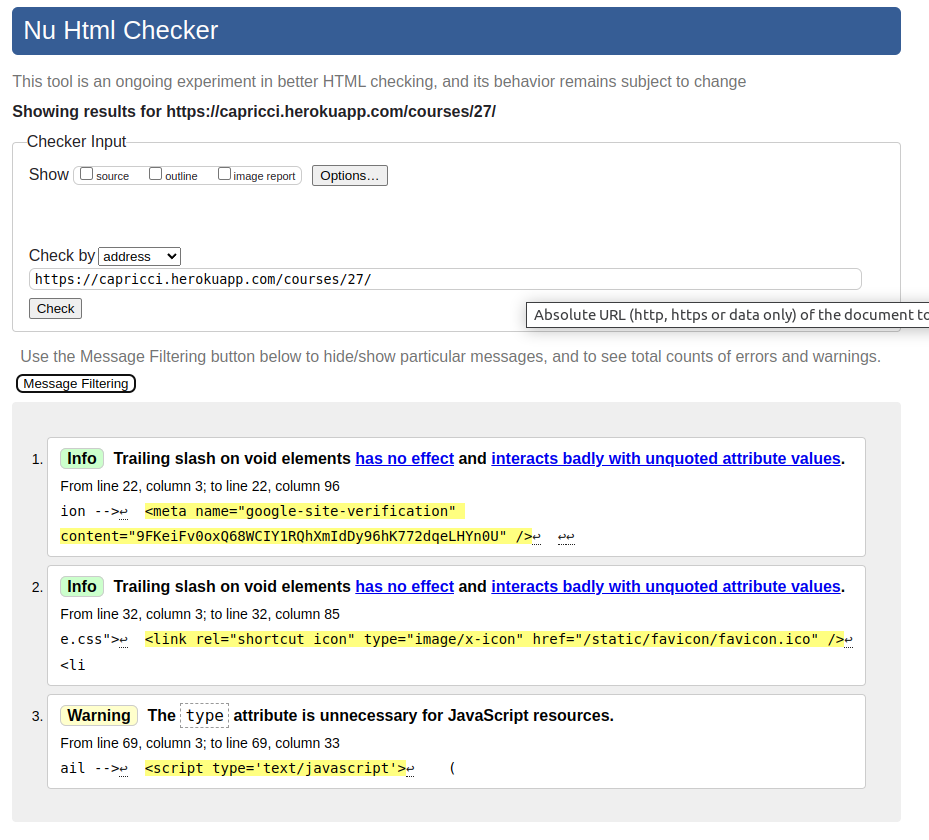 Nu Html Checker
This tool is an ongoing experiment in better HTML checking, and its behavior remains subject to change
Showing results for https://capricci.herokuapp.com/courses/27/
Checker Input
Show source outline image report Options...
Check by address
https://capricci.herokuapp.com/courses/27/
Check
Absolute URL (http, https or data only) of the document to
Use the Message Filtering button below to hide/show particular messages, and to see total counts of errors and warnings.
Message Filtering
1. Info Trailing slash on void elements has no effect and interacts badly with unquoted attribute values.
From line 22, column 3; to line 22, column 96
ion -->↩ <meta name="google-site-verification"
content="9FKeiFv0oxQ68WCIY1RQhXmIdDy96hK772dqeLHYn0U" />↩ ↩↩
2. Info Trailing slash on void elements has no effect and interacts badly with unquoted attribute values.
From line 32, column 3; to line 32, column 85
e.css">↩ <link rel="shortcut icon" type="image/x-icon" href="/static/favicon/favicon.ico" />↩
<li
3. Warning The type attribute is unnecessary for JavaScript resources.
From line 69, column 3; to line 69, column 33
ail -->↩ <script type='text/javascript'>↩ (